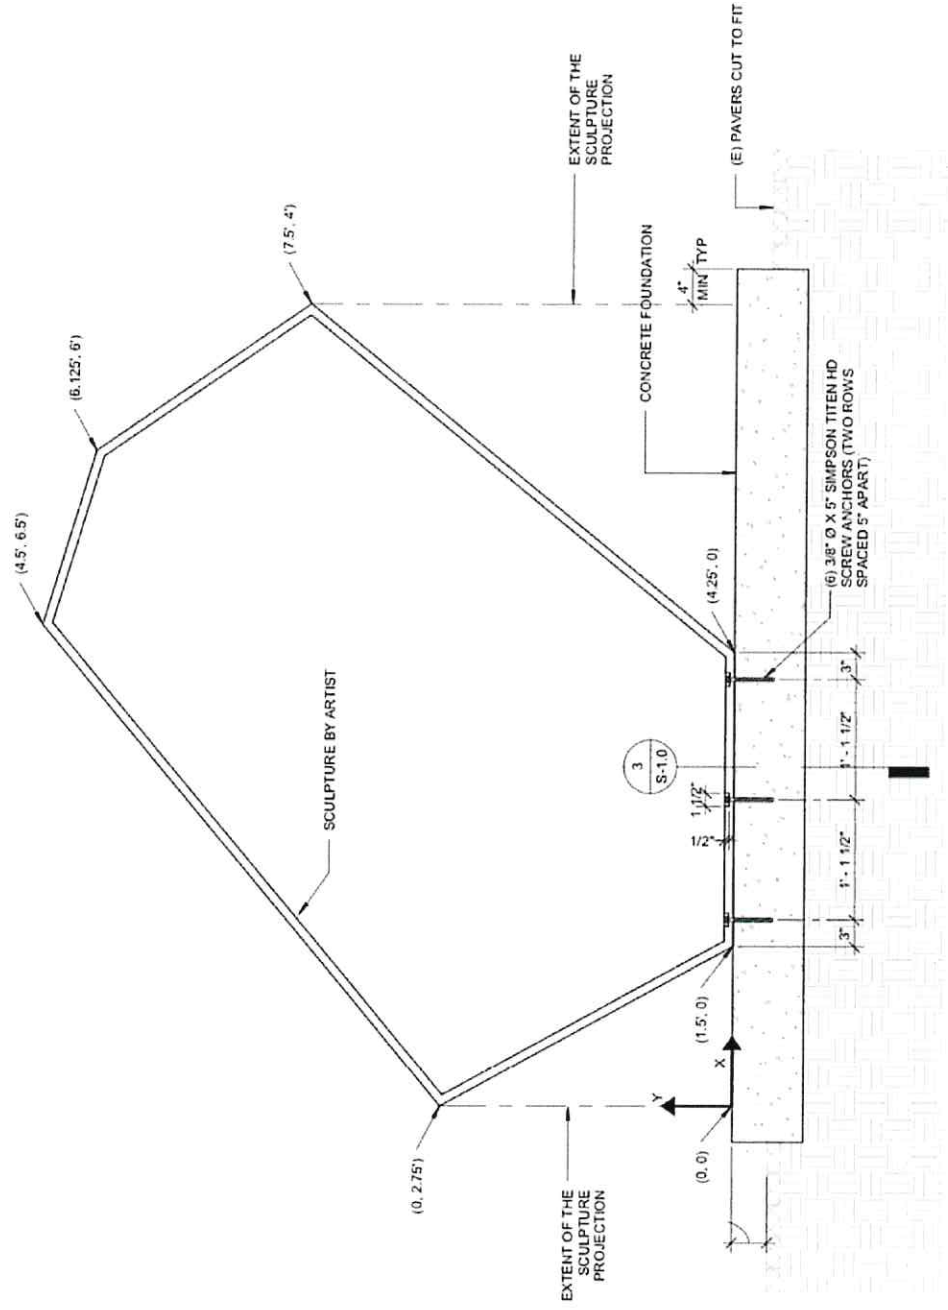 (4.5', 6.5')
(6.125', 6')
(7.5', 4')
EXTENT OF THE
SCULPTURE
PROJECTION
SCULPTURE BY ARTIST
(0, 2.75')
EXTENT OF THE
SCULPTURE
PROJECTION
Y
X
(0, 0)
(1.5', 0)
1/2"
1 1/2"
3
S-1.0
(4.25', 0)
CONCRETE FOUNDATION
4"
MIN TYP
(E) PAVERS CUT TO FIT
3"
1' - 1 1/2"
1' - 1 1/2"
3"
(6) 3/8" Ø X 5" SIMPSON TITEN HD
SCREW ANCHORS (TWO ROWS
SPACED 5" APART)